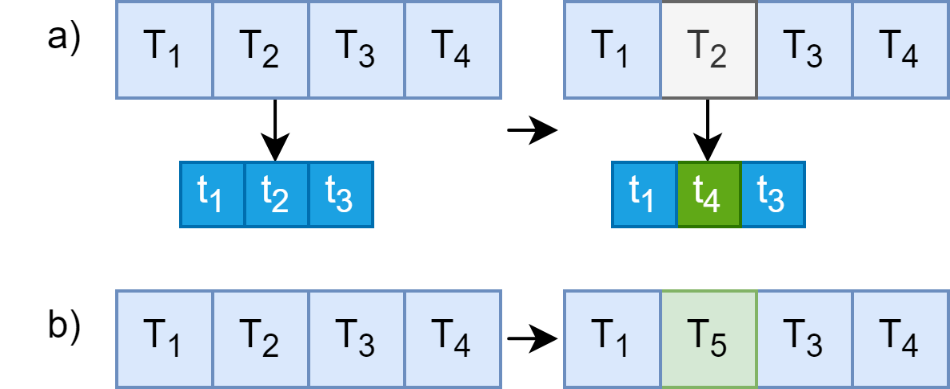 a) T₁ T₂ T₃ T₄ T₁ T₂ T₃ T₄
t₁ t₂ t₃ t₁ t₄ t₃
b) T₁ T₂ T₃ T₄ T₁ T₅ T₃ T₄